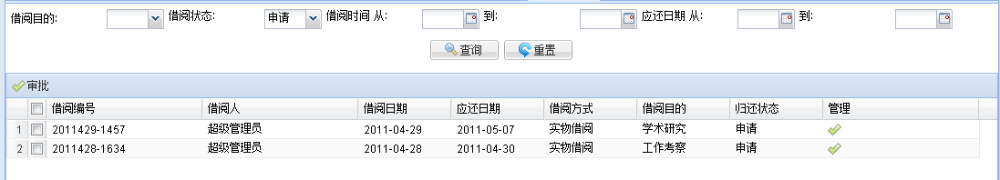 借阅目的: 借阅状态: 申请 借阅时间 从: 到: 应还日期 从: 到:
查询 重置
审批
借阅编号 借阅人 借阅日期 应还日期 借阅方式 借阅目的 归还状态 管理
1 2011429-1457 超级管理员 2011-04-29 2011-05-07 实物借阅 学术研究 申请
2 2011428-1634 超级管理员 2011-04-28 2011-04-30 实物借阅 工作考察 申请